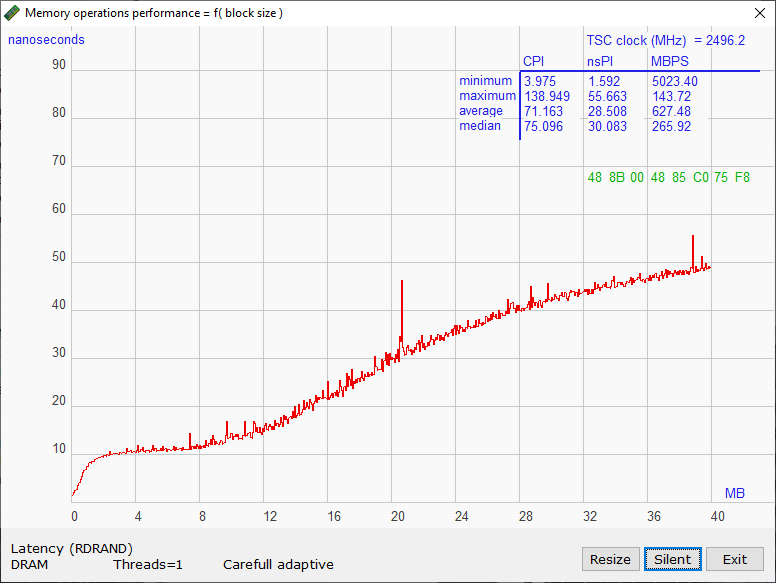 Memory operations performance = f( block size )
nanoseconds
TSC clock (MHz) = 2496.2
CPI nsPI MBPS
minimum 3.975 1.592 5023.40
maximum 138.949 55.663 143.72
average 71.163 28.508 627.48
median 75.096 30.083 265.92
48 8B 00 48 85 C0 75 F8
90
80
70
60
50
40
30
20
10
MB
0 4 8 12 16 20 24 28 32 36 40
Latency (RDRAND)
DRAM Threads=1 Carefull adaptive
Resize Silent Exit